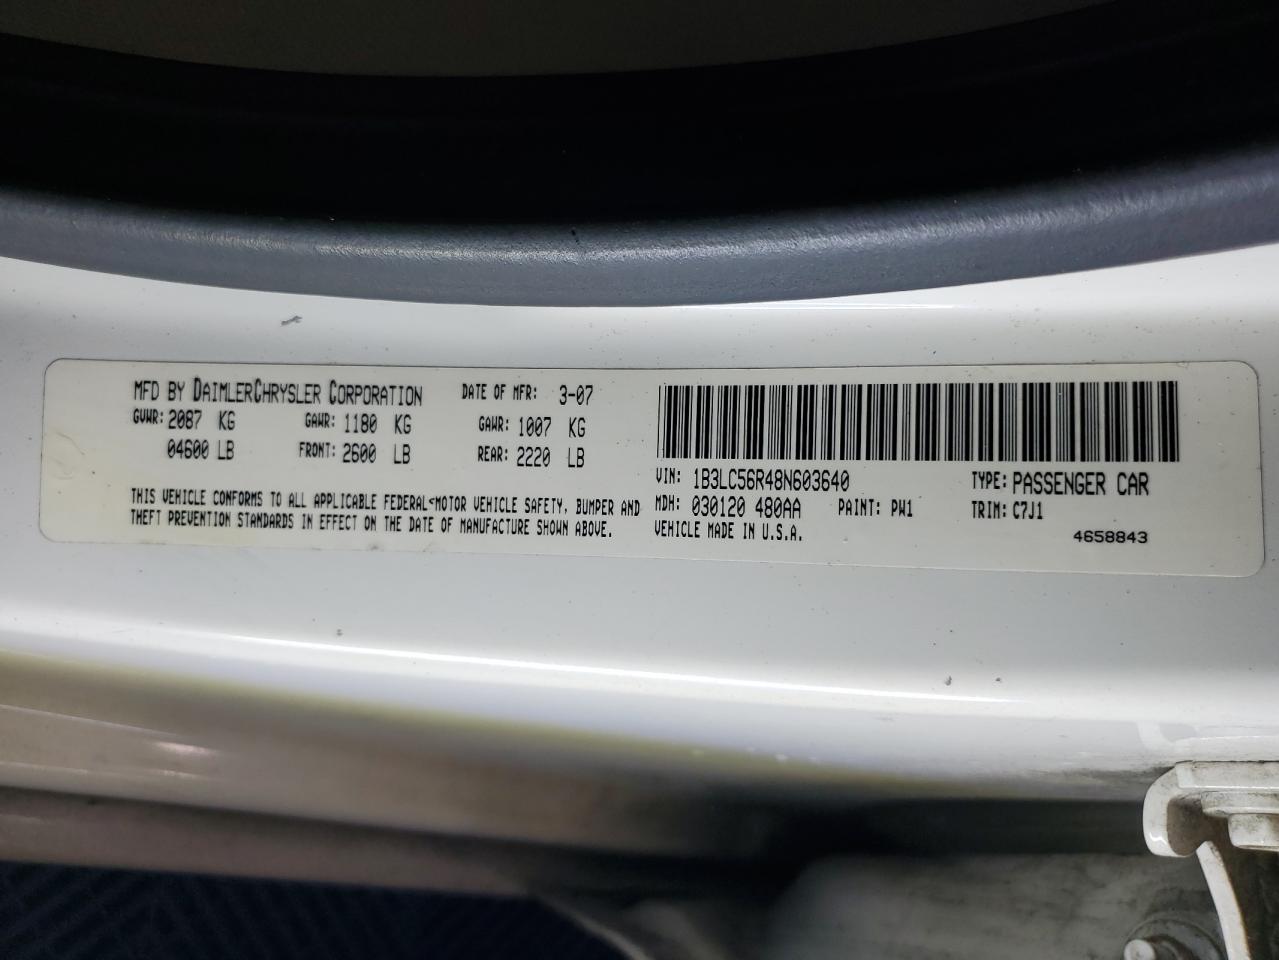 MFD BY DAIMLERCHRYSLER CORPORATION DATE OF MFR: 3-07
GVWR: 2087 KG GAWR: 1180 KG GAWR: 1007 KG
04600 LB FRONT: 2600 LB REAR: 2220 LB
THIS VEHICLE CONFORMS TO ALL APPLICABLE FEDERAL<MOTOR VEHICLE SAFETY, BUMPER AND
THEFT PREVENTION STANDARDS IN EFFECT ON THE DATE OF MANUFACTURE SHOWN ABOVE.
VIN: 1B3LC56R48N603640 TYPE: PASSENGER CAR
MDH: 030120 480AA PAINT: PW1 TRIM: C7J1
VEHICLE MADE IN U.S.A.
4658843